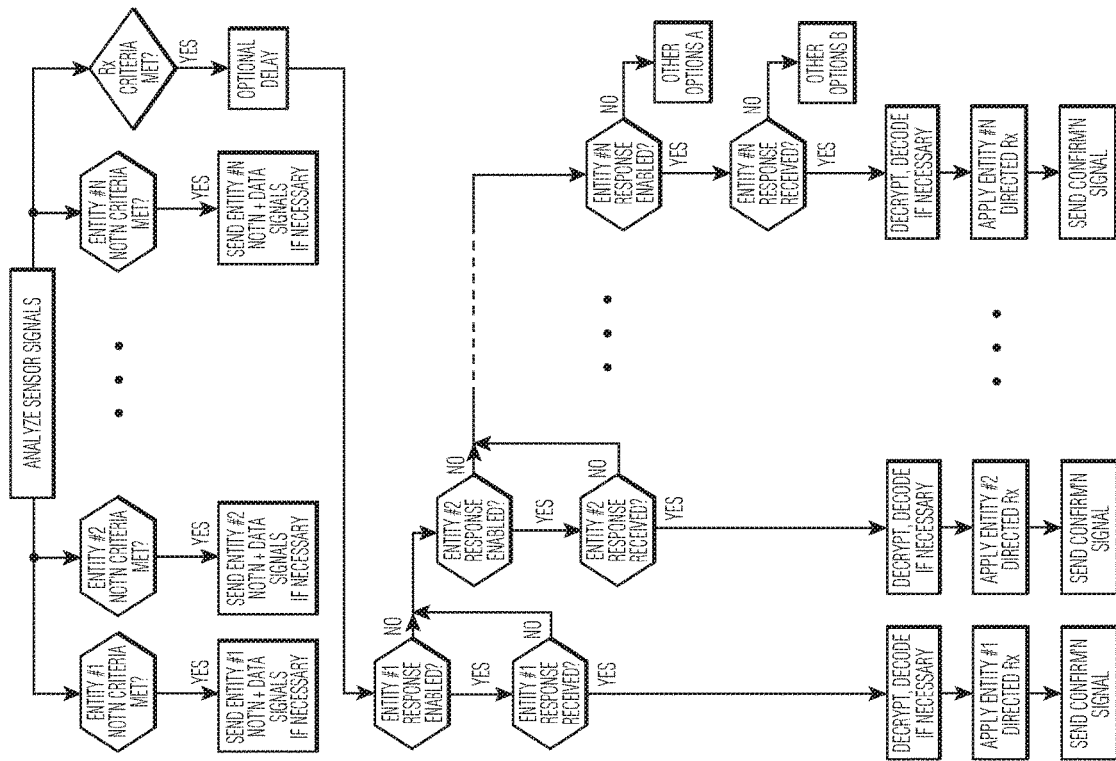 ANALYZE SENSOR SIGNALS
ENTITY #1
NOT'N CRITERIA
MET?
YES
SEND ENTITY #1
NOT'N + DATA
SIGNALS
IF NECESSARY
ENTITY #2
NOT'N CRITERIA
MET?
YES
SEND ENTITY #2
NOT'N + DATA
SIGNALS
IF NECESSARY
ENTITY #N
NOT'N CRITERIA
MET?
YES
SEND ENTITY #N
NOT'N + DATA
SIGNALS
IF NECESSARY
Rx
CRITERIA
MET?
YES
OPTIONAL
DELAY
ENTITY #1
RESPONSE
ENABLED?
NO
YES
ENTITY #1
RESPONSE
RECEIVED?
NO
YES
DECRYPT, DECODE
IF NECESSARY
APPLY ENTITY #1
DIRECTED Rx
SEND CONFIRM'N
SIGNAL
ENTITY #2
RESPONSE
ENABLED?
NO
YES
ENTITY #2
RESPONSE
RECEIVED?
NO
YES
DECRYPT, DECODE
IF NECESSARY
APPLY ENTITY #2
DIRECTED Rx
SEND CONFIRM'N
SIGNAL
ENTITY #N
RESPONSE
ENABLED?
NO
OTHER
OPTIONS A
YES
ENTITY #N
RESPONSE
RECEIVED?
NO
OTHER
OPTIONS B
YES
DECRYPT, DECODE
IF NECESSARY
APPLY ENTITY #N
DIRECTED Rx
SEND CONFIRM'N
SIGNAL